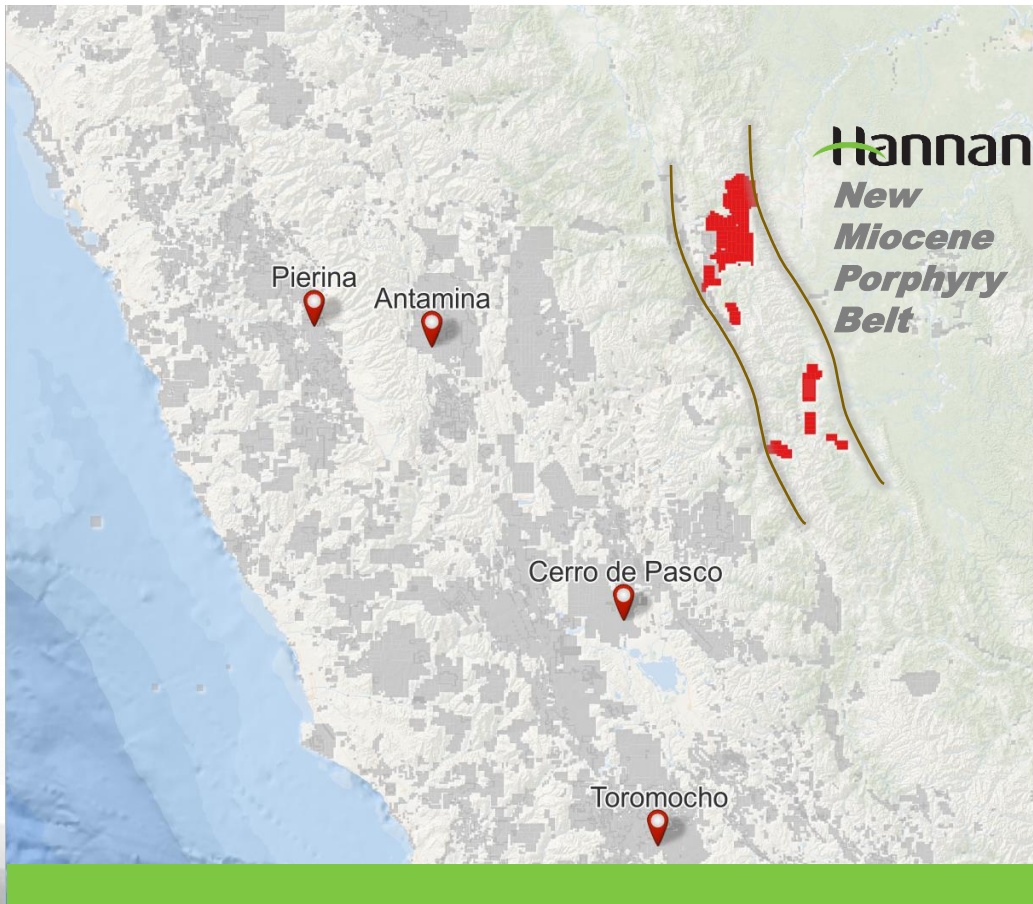 Hannan
New
Miocene
Porphyry
Belt
Pierina
Antamina
Cerro de Pasco
Toromocho